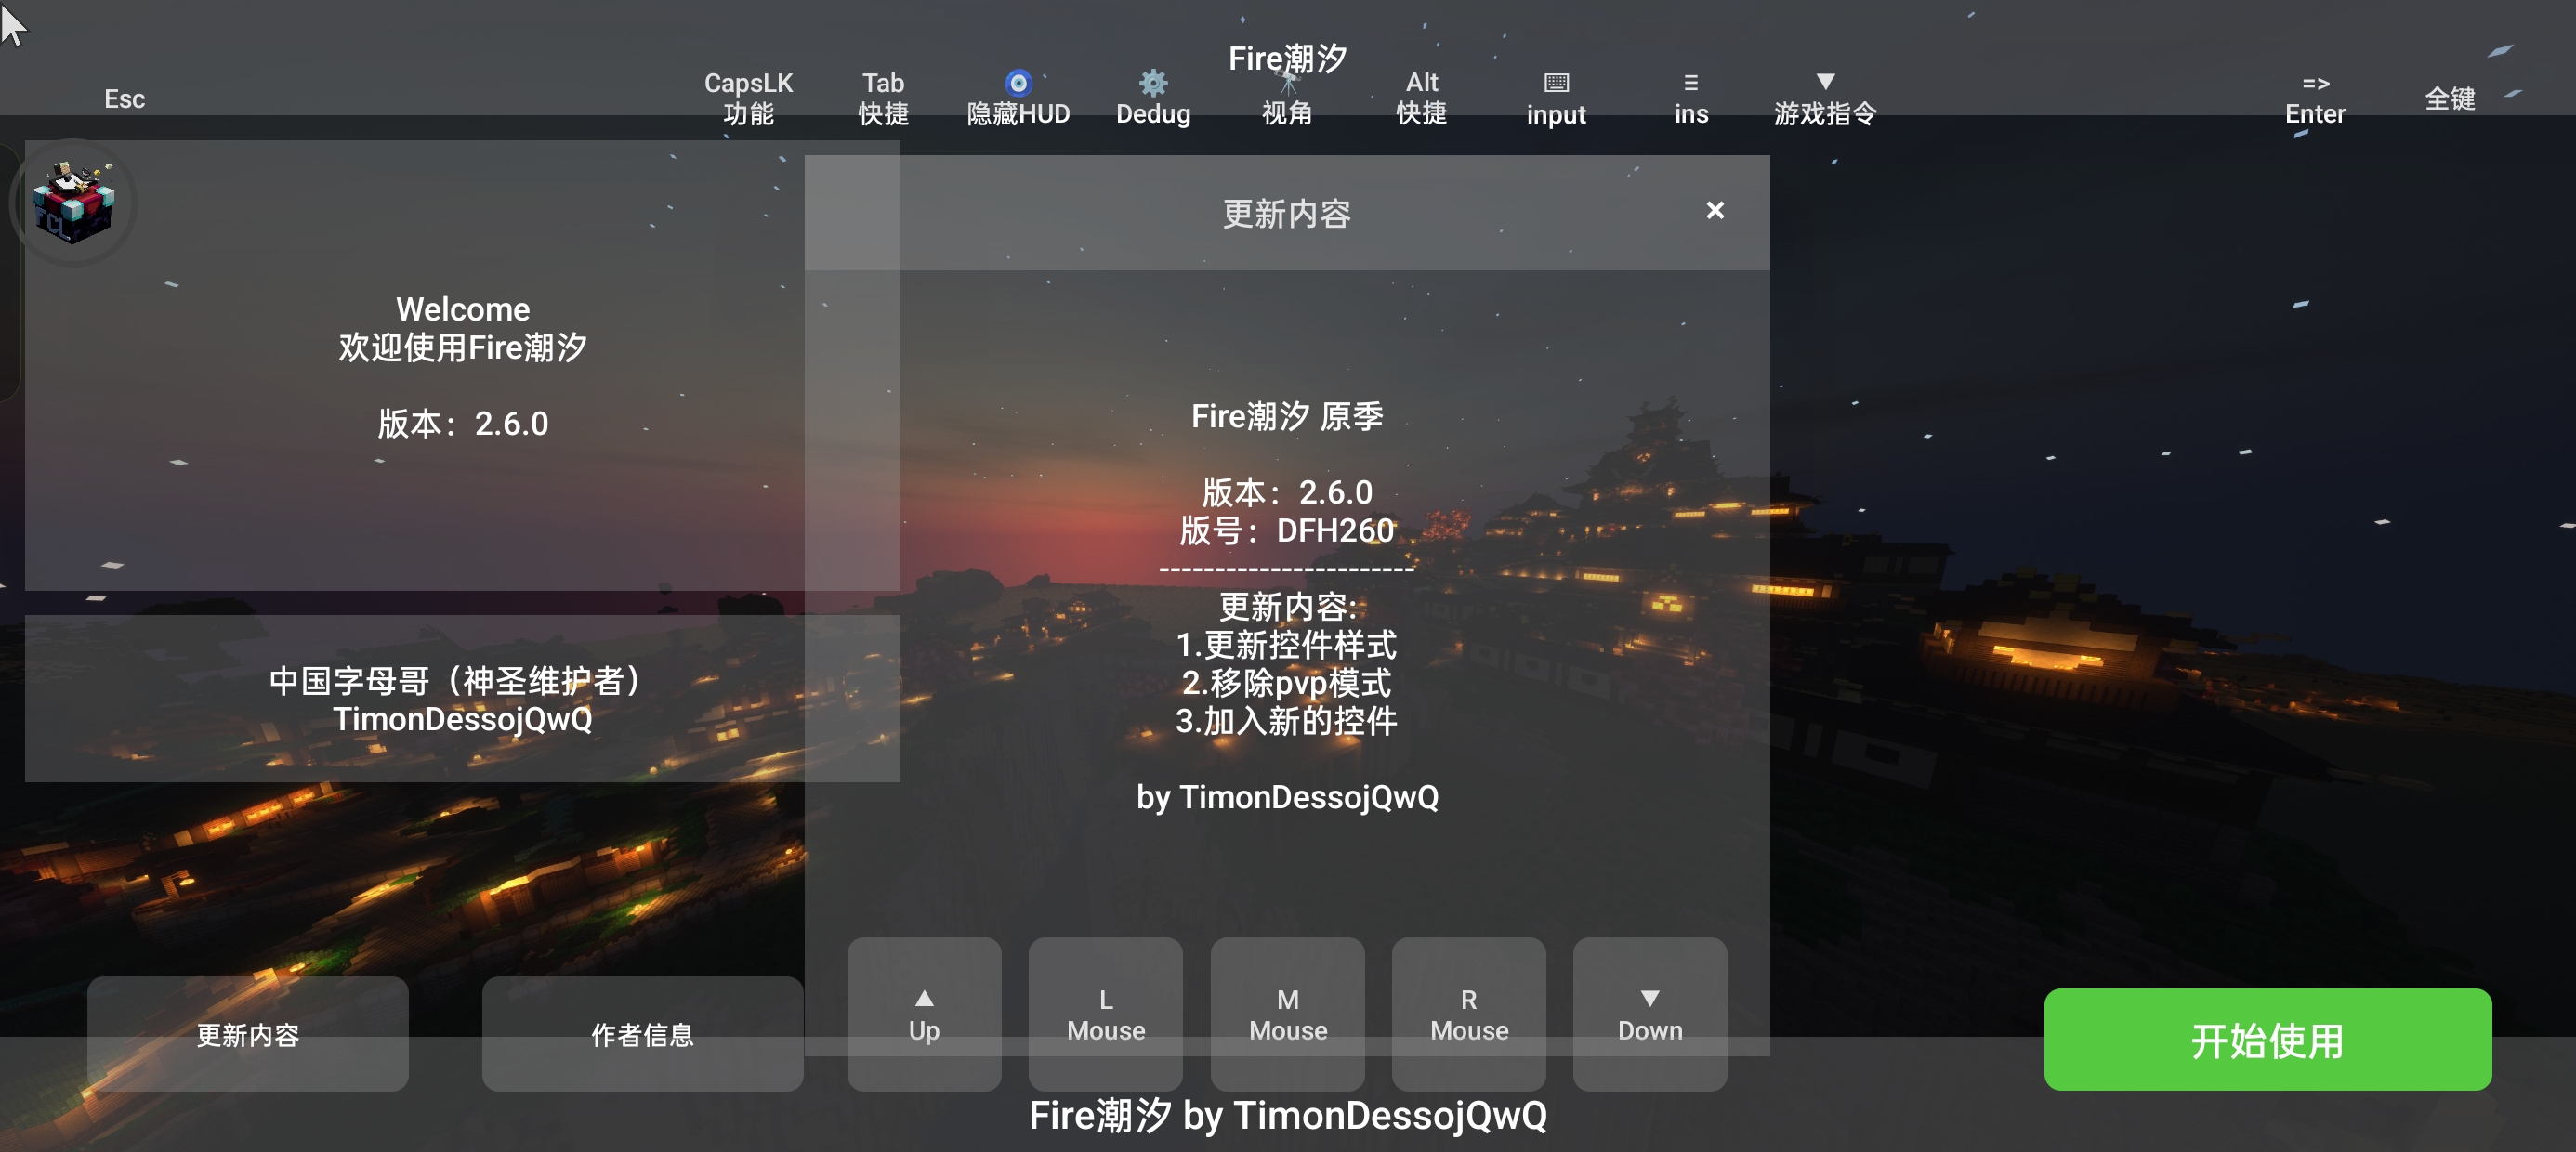 Fire潮汐
Esc
CapsLK
功能
Tab
快捷
隐藏HUD
Dedug
视角
Alt
快捷
input
ins
游戏指令
=>
Enter
全键
更新内容
×
FCL
Welcome
欢迎使用Fire潮汐
版本：2.6.0
中国字母哥（神圣维护者）
TimonDessojQwQ
Fire潮汐 原季
版本：2.6.0
版号：DFH260
-----------------------
更新内容:
1.更新控件样式
2.移除pvp模式
3.加入新的控件
by TimonDessojQwQ
更新内容
作者信息
▲
Up
L
Mouse
M
Mouse
R
Mouse
▼
Down
开始使用
Fire潮汐 by TimonDessojQwQ